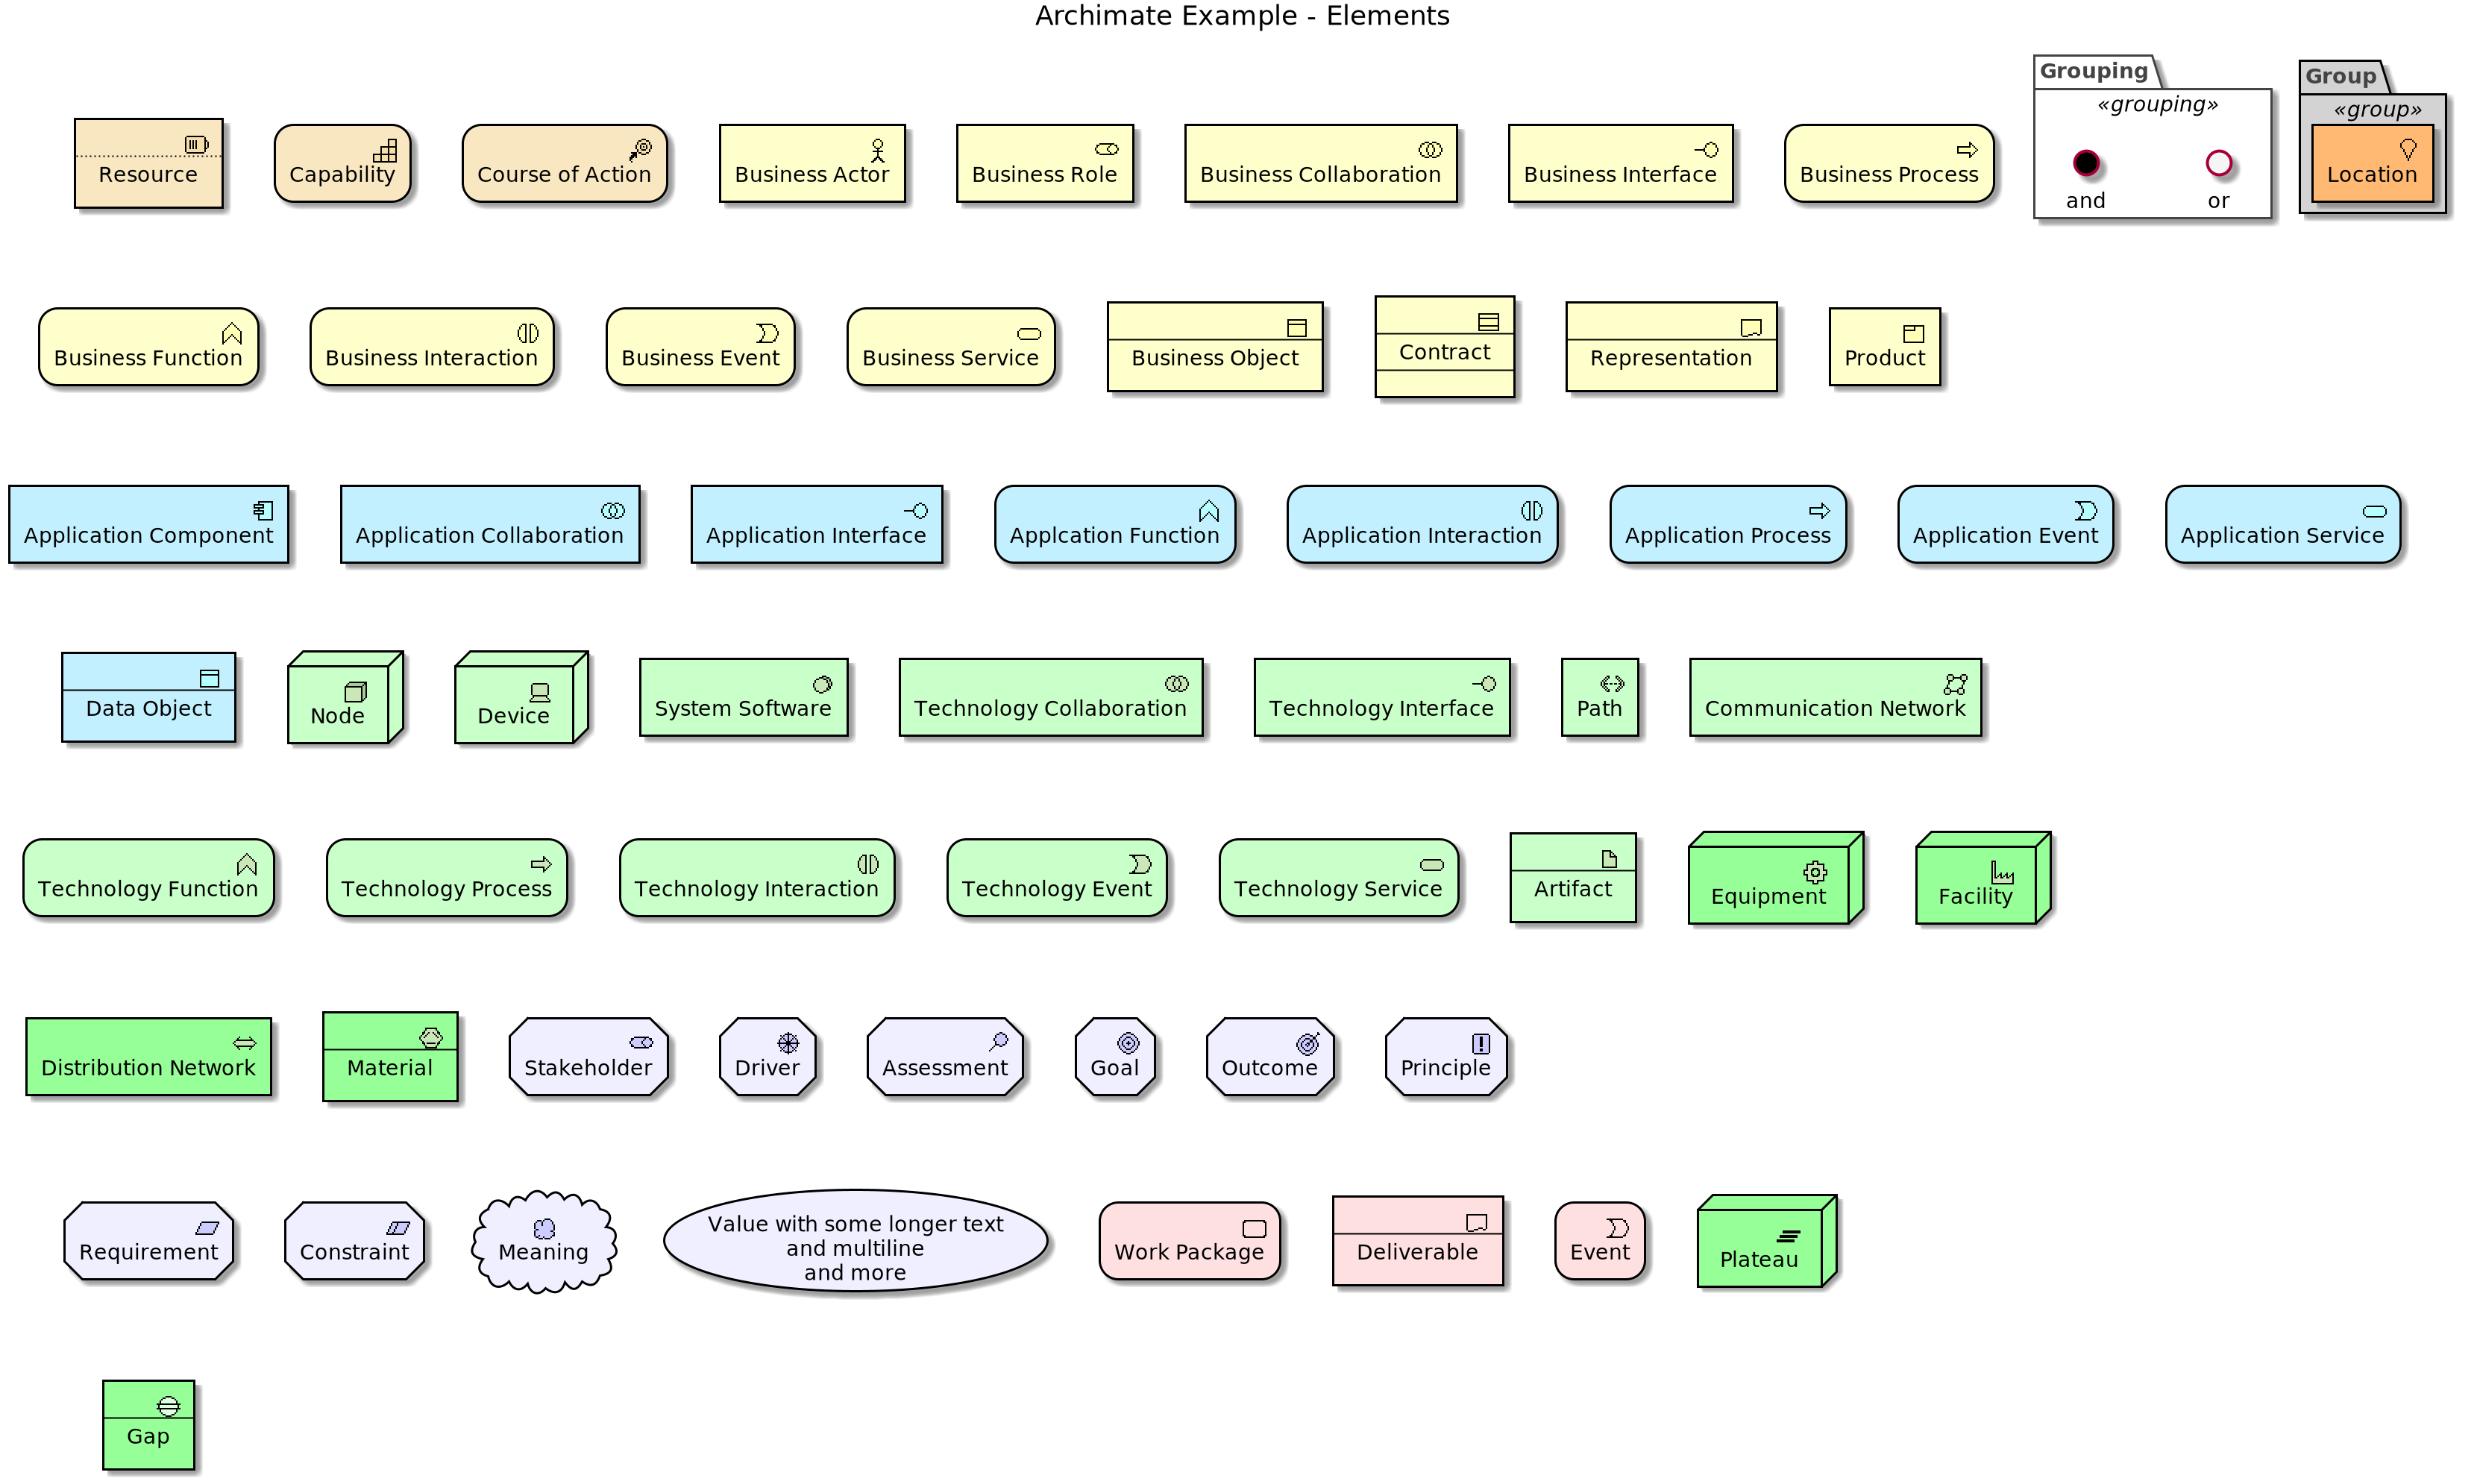 Archimate Example - Elements
Grouping
Group
«grouping»
«group»
Resource
Capability
Course of Action
Business Actor
Business Role
Business Collaboration
Business Interface
Business Process
and
or
Location
Business Function
Business Interaction
Business Event
Business Service
Business Object
Contract
Representation
Product
Application Component
Application Collaboration
Application Interface
Applcation Function
Application Interaction
Application Process
Application Event
Application Service
Data Object
Node
Device
System Software
Technology Collaboration
Technology Interface
Path
Communication Network
Technology Function
Technology Process
Technology Interaction
Technology Event
Technology Service
Artifact
Equipment
Facility
Distribution Network
Material
Stakeholder
Driver
Assessment
Goal
Outcome
Principle
Requirement
Constraint
Meaning
Value with some longer text
and multiline
and more
Work Package
Deliverable
Event
Plateau
Gap